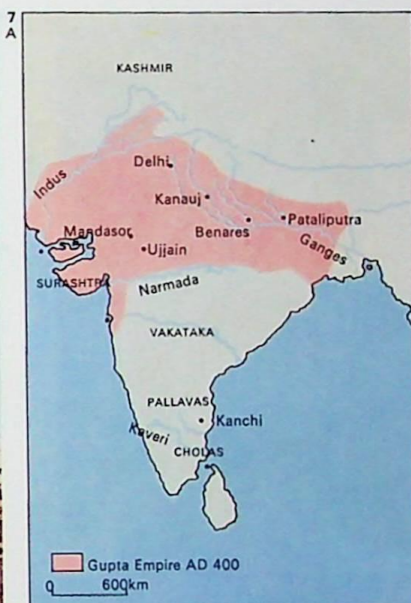 7
A
KASHMIR
Delhi
Indus
Kanauj
Pataliputra
Mandasor
Benares
Ganges
Ujjain
SURASHTRA
Narmada
VAKATAKA
PALLAVAS
Kanchi
Kaveri
CHOLAS
Gupta Empire AD 400
0 600km